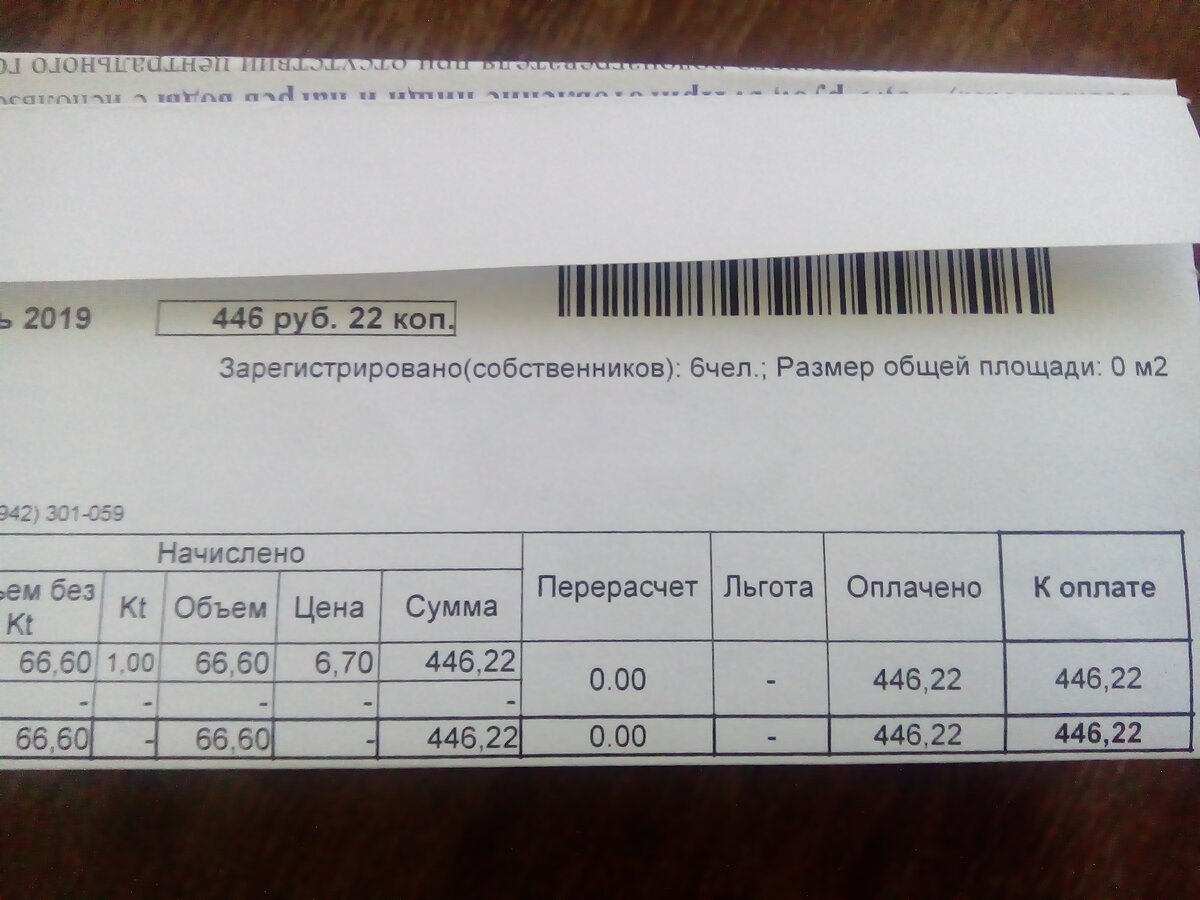 ь 2019 446 руб. 22 коп.
Зарегистрировано(собственников): 6чел.; Размер общей площади: 0 м2
942) 301-059
Начислено Перерасчет Льгота Оплачено К оплате
ъем без Kt Kt Объем Цена Сумма
66,60 1,00 66,60 6,70 446,22 0.00 - 446,22 446,22
- - - - -
66,60 - 66,60 - 446,22 0.00 - 446,22 446,22